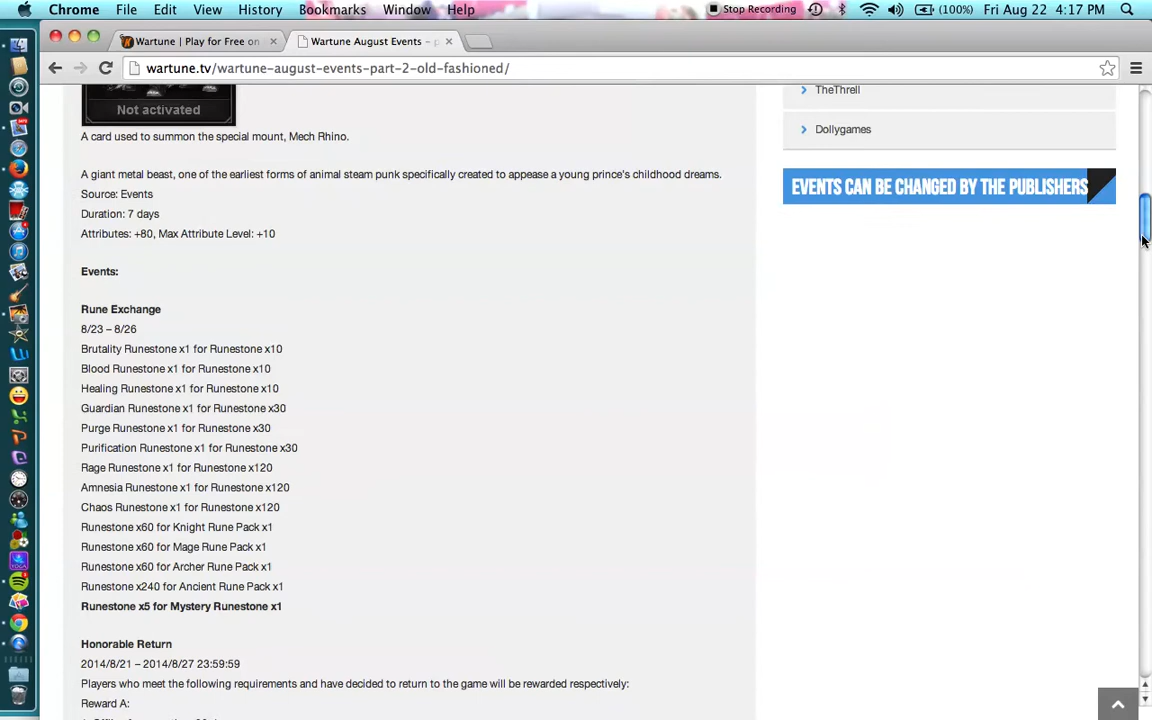 Chrome File Edit View History Bookmarks Window Help Stop Recording (100%) Fri Aug 22 4:17 PM
Wartune | Play for Free on
Wartune August Events – p
wartune.tv/wartune-august-events-part-2-old-fashioned/
Not activated
A card used to summon the special mount, Mech Rhino.
A giant metal beast, one of the earliest forms of animal steam punk specifically created to appease a young prince's childhood dreams.
Source: Events
Duration: 7 days
Attributes: +80, Max Attribute Level: +10
Events:
Rune Exchange
8/23 – 8/26
Brutality Runestone x1 for Runestone x10
Blood Runestone x1 for Runestone x10
Healing Runestone x1 for Runestone x10
Guardian Runestone x1 for Runestone x30
Purge Runestone x1 for Runestone x30
Purification Runestone x1 for Runestone x30
Rage Runestone x1 for Runestone x120
Amnesia Runestone x1 for Runestone x120
Chaos Runestone x1 for Runestone x120
Runestone x60 for Knight Rune Pack x1
Runestone x60 for Mage Rune Pack x1
Runestone x60 for Archer Rune Pack x1
Runestone x240 for Ancient Rune Pack x1
Runestone x5 for Mystery Runestone x1
Honorable Return
2014/8/21 – 2014/8/27 23:59:59
Players who meet the following requirements and have decided to return to the game will be rewarded respectively:
Reward A:
TheThrell
Dollygames
EVENTS CAN BE CHANGED BY THE PUBLISHERS